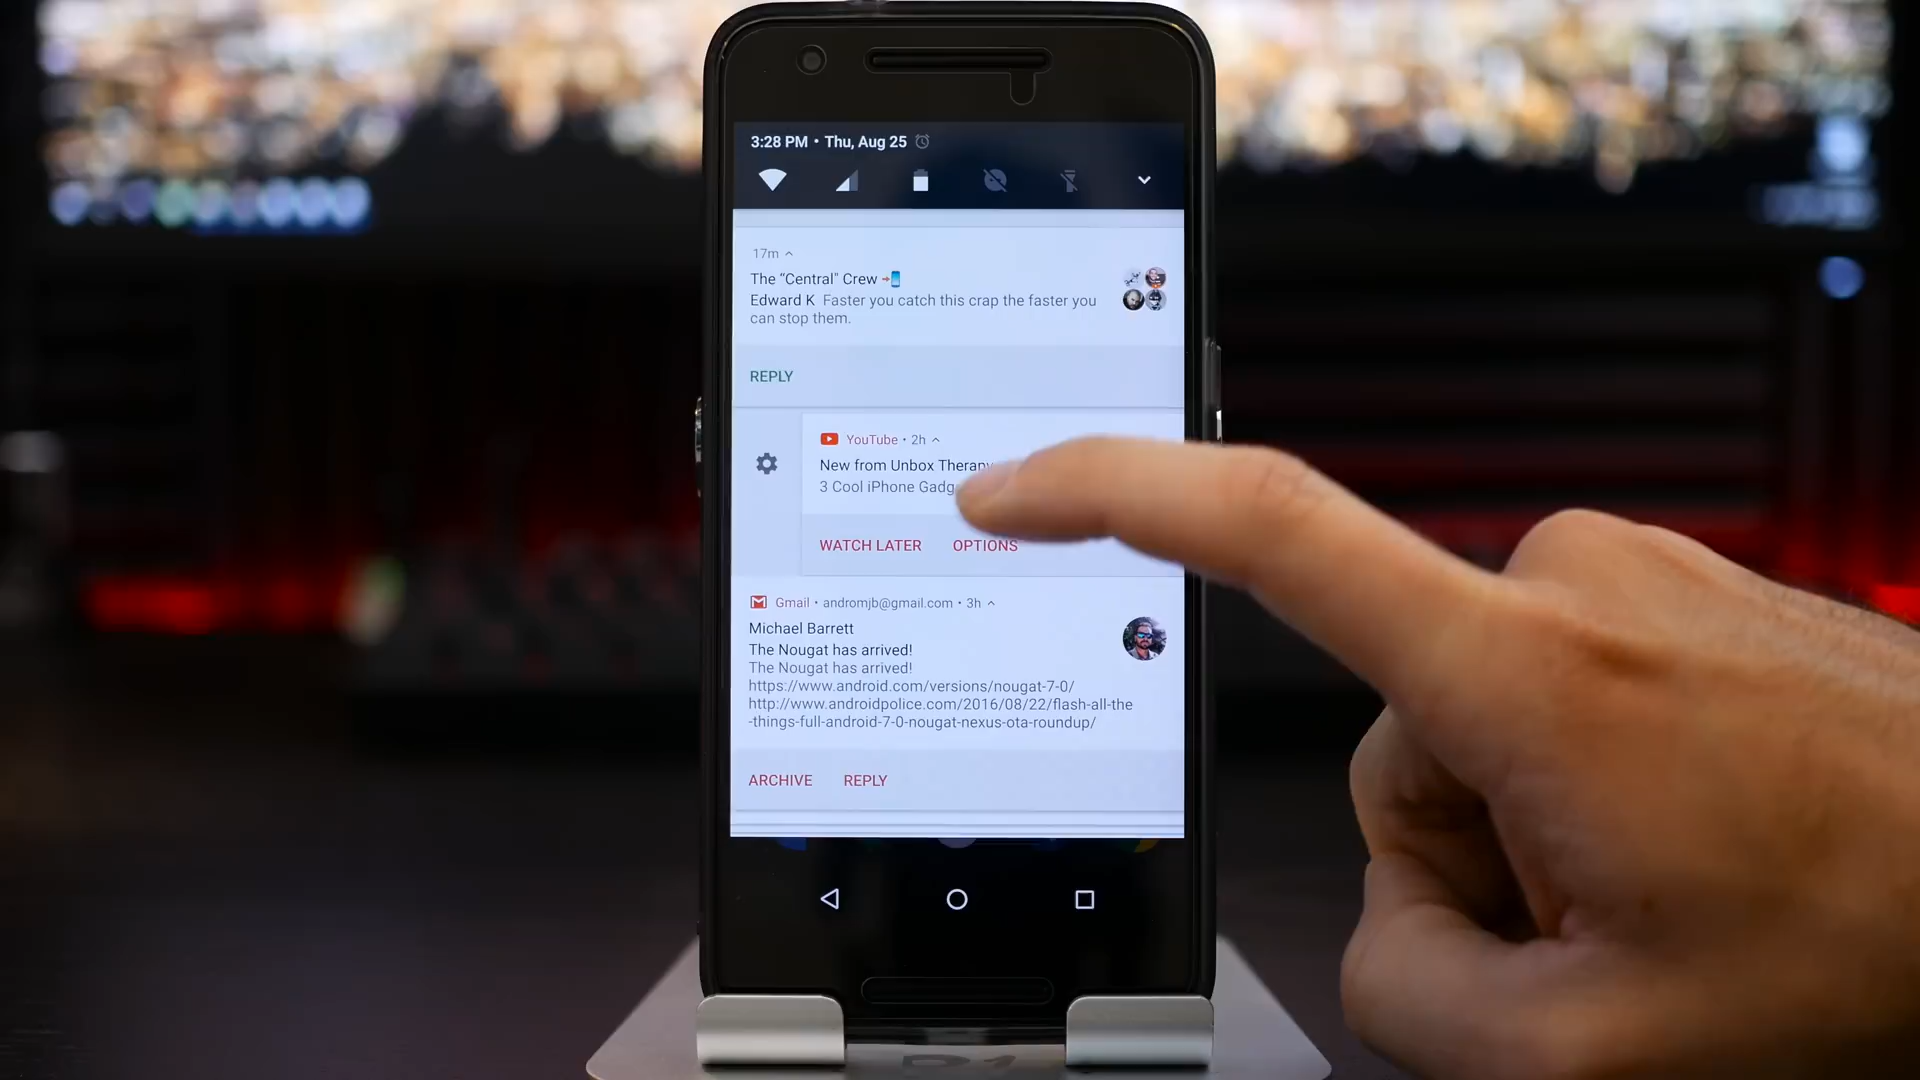 3:28 PM • Thu, Aug 25
17m
The “Central” Crew
Edward K Faster you catch this crap the faster you
can stop them.
REPLY
YouTube • 2h
New from Unbox Therapy
3 Cool iPhone
WATCH LATER OPTIONS
Gmail • andromjb@gmail.com • 3h
Michael Barrett
The Nougat has arrived!
The Nougat has arrived!
https://www.android.com/versions/nougat-7-0/
http://www.androidpolice.com/2016/08/22/flash-all-the
-things-full-android-7-0-nougat-nexus-ota-roundup/
ARCHIVE REPLY